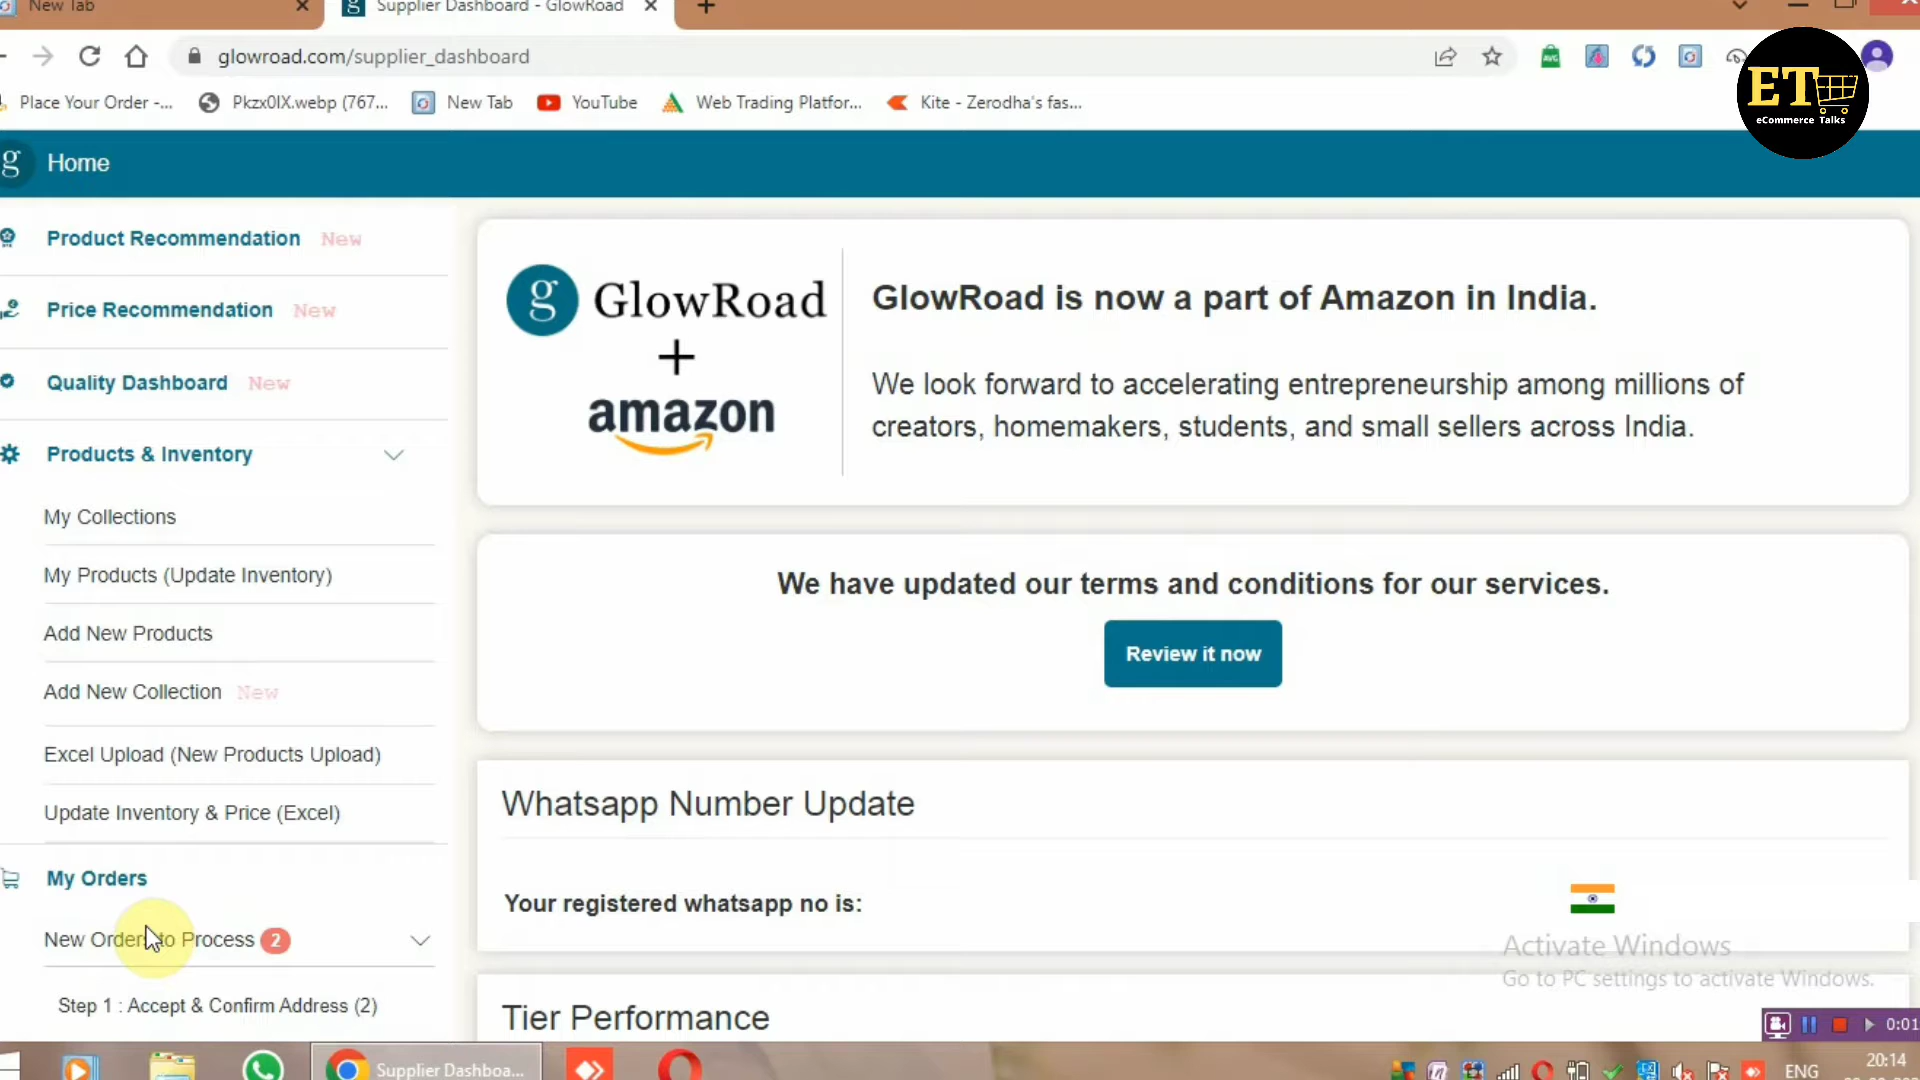 New Tab
Supplier Dashboard - GlowRoad
glowroad.com/supplier_dashboard
Place Your Order -...
Pkzx0IX.webp (767...
New Tab
YouTube
Web Trading Platfor...
Kite - Zerodha's fas...
ET
eCommerce Talks
g Home
Product Recommendation New
Price Recommendation New
Quality Dashboard New
Products & Inventory
My Collections
My Products (Update Inventory)
Add New Products
Add New Collection New
Excel Upload (New Products Upload)
Update Inventory & Price (Excel)
My Orders
New Orders to Process 2
Step 1 : Accept & Confirm Address (2)
g GlowRoad
+
amazon
GlowRoad is now a part of Amazon in India.
We look forward to accelerating entrepreneurship among millions of
creators, homemakers, students, and small sellers across India.
We have updated our terms and conditions for our services.
Review it now
Whatsapp Number Update
Your registered whatsapp no is:
Tier Performance
Activate Windows
Go to PC settings to activate Windows.
0:01
Supplier Dashboa...
ENG
20:14